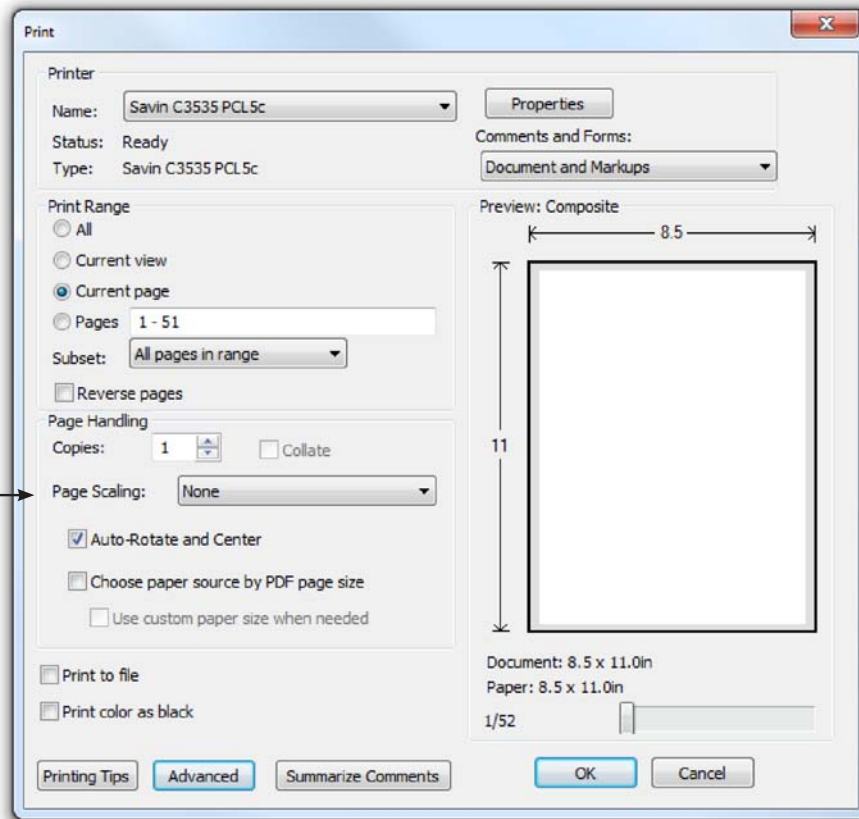 Print
Printer
Name: Savin C3535 PCL5c Properties
Status: Ready Comments and Forms:
Type: Savin C3535 PCL5c Document and Markups
Print Range
All
Current view
Current page
Pages 1 - 51
Subset: All pages in range
Reverse pages
Page Handling
Copies: 1 Collate
Page Scaling: None
Auto-Rotate and Center
Choose paper source by PDF page size
Use custom paper size when needed
Print to file
Print color as black
Preview: Composite
8.5
11
Document: 8.5 x 11.0in
Paper: 8.5 x 11.0in
1/52
Printing Tips Advanced Summarize Comments OK Cancel